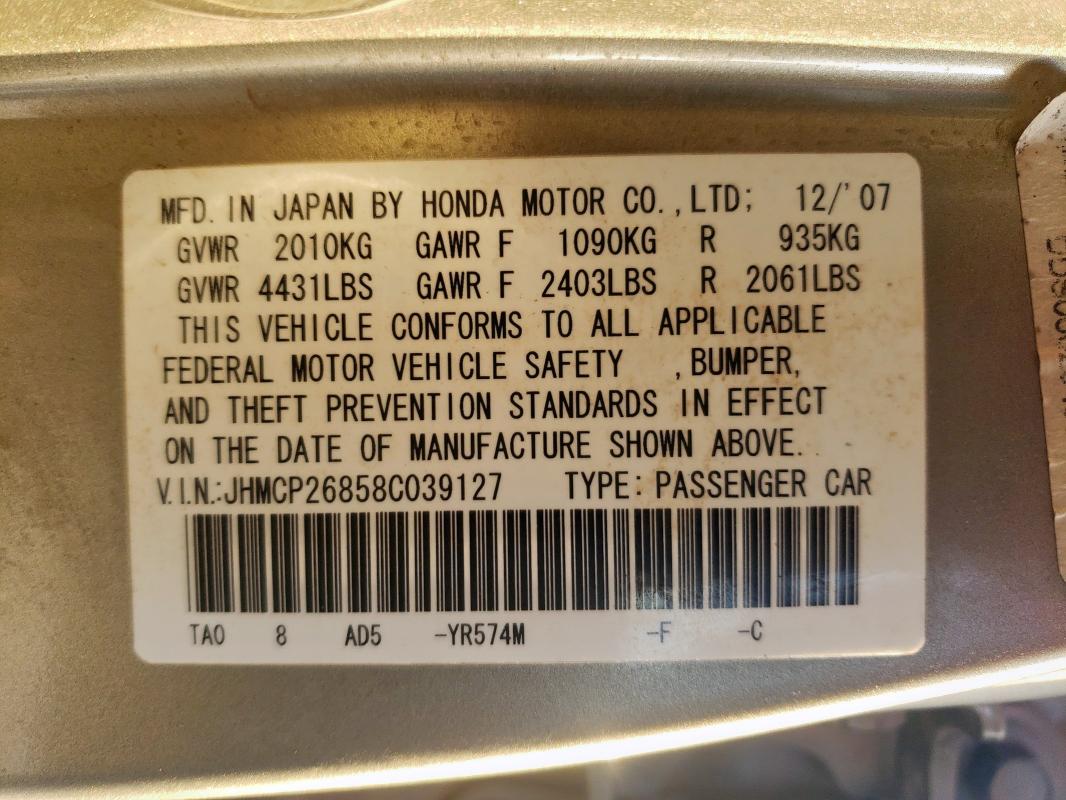 MFD. IN JAPAN BY HONDA MOTOR CO.,LTD; 12/'07
GVWR 2010KG GAWR F 1090KG R 935KG
GVWR 4431LBS GAWR F 2403LBS R 2061LBS
THIS VEHICLE CONFORMS TO ALL APPLICABLE
FEDERAL MOTOR VEHICLE SAFETY ,BUMPER,
AND THEFT PREVENTION STANDARDS IN EFFECT
ON THE DATE OF MANUFACTURE SHOWN ABOVE.
V.I.N.:JHMCP26858C039127 TYPE: PASSENGER CAR
TA0 8 AD5 -YR574M -F -C